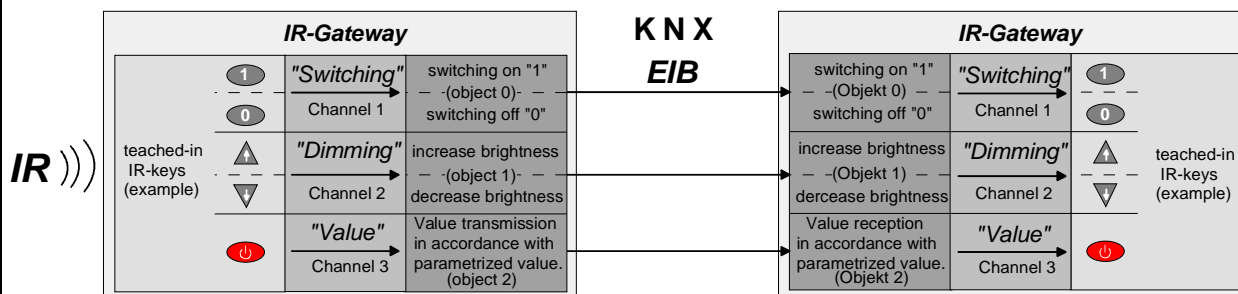 IR-Gateway
K N X
EIB
IR-Gateway
IR
teached-in
IR-keys
(example)
1
0
"Switching"
Channel 1
switching on "1"
(object 0)
switching off "0"
"Dimming"
Channel 2
increase brightness
(object 1)
decrease brightness
"Value"
Channel 3
Value transmission
in accordance with
parametrized value.
(object 2)
switching on "1"
(Objekt 0)
switching off "0"
"Switching"
Channel 1
1
0
increase brightness
(Objekt 1)
dercease brightness
"Dimming"
Channel 2
Value reception
in accordance with
parametrized value.
(Objekt 2)
"Value"
Channel 3
teached-in
IR-keys
(example)